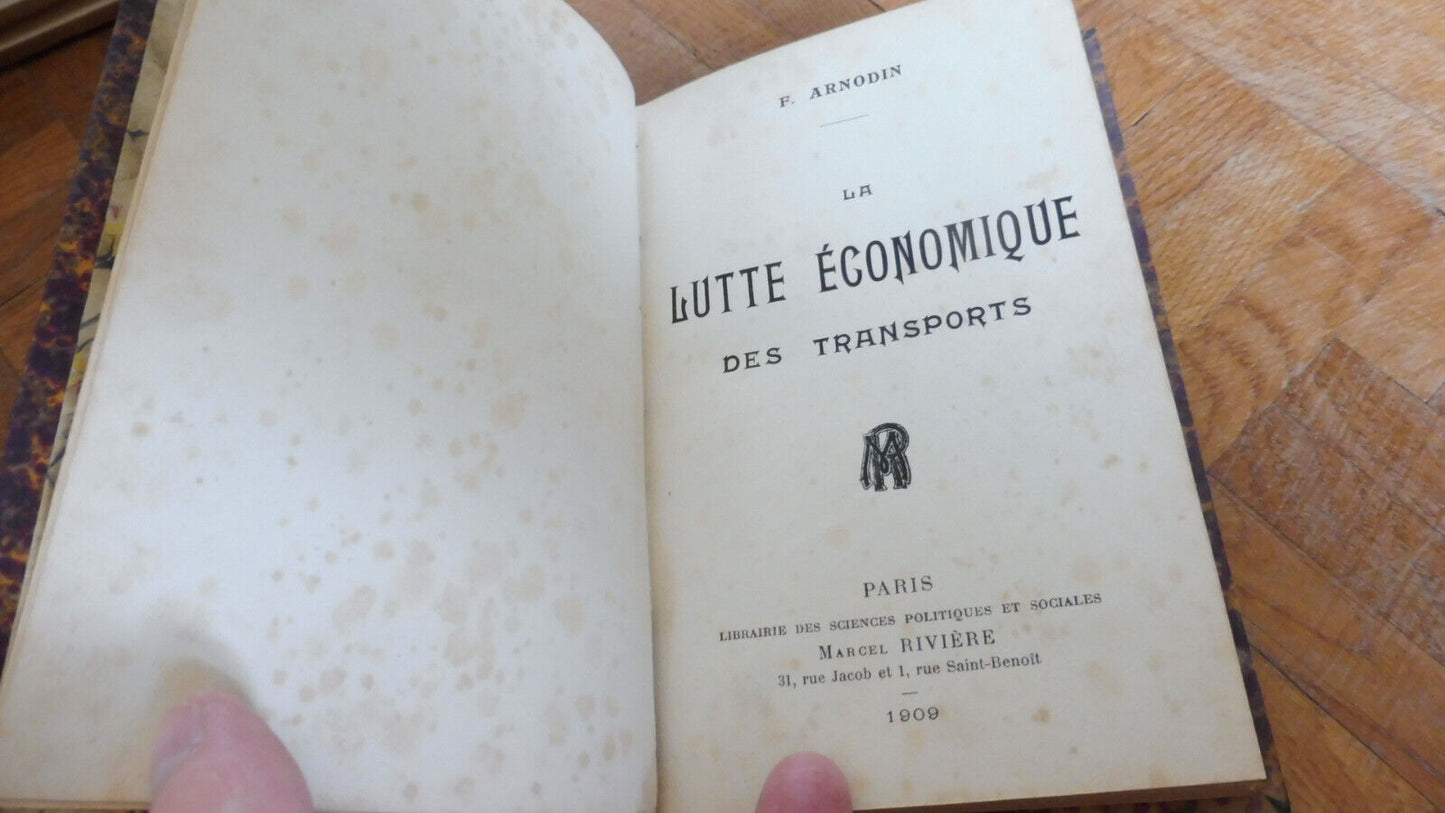 F. ARNODIN
LA
LUTTE ÉCONOMIQUE
DES TRANSPORTS
MR
PARIS
LIBRAIRIE DES SCIENCES POLITIQUES ET SOCIALES
MARCEL RIVIÈRE
31, rue Jacob et 1, rue Saint-Benoît
1909